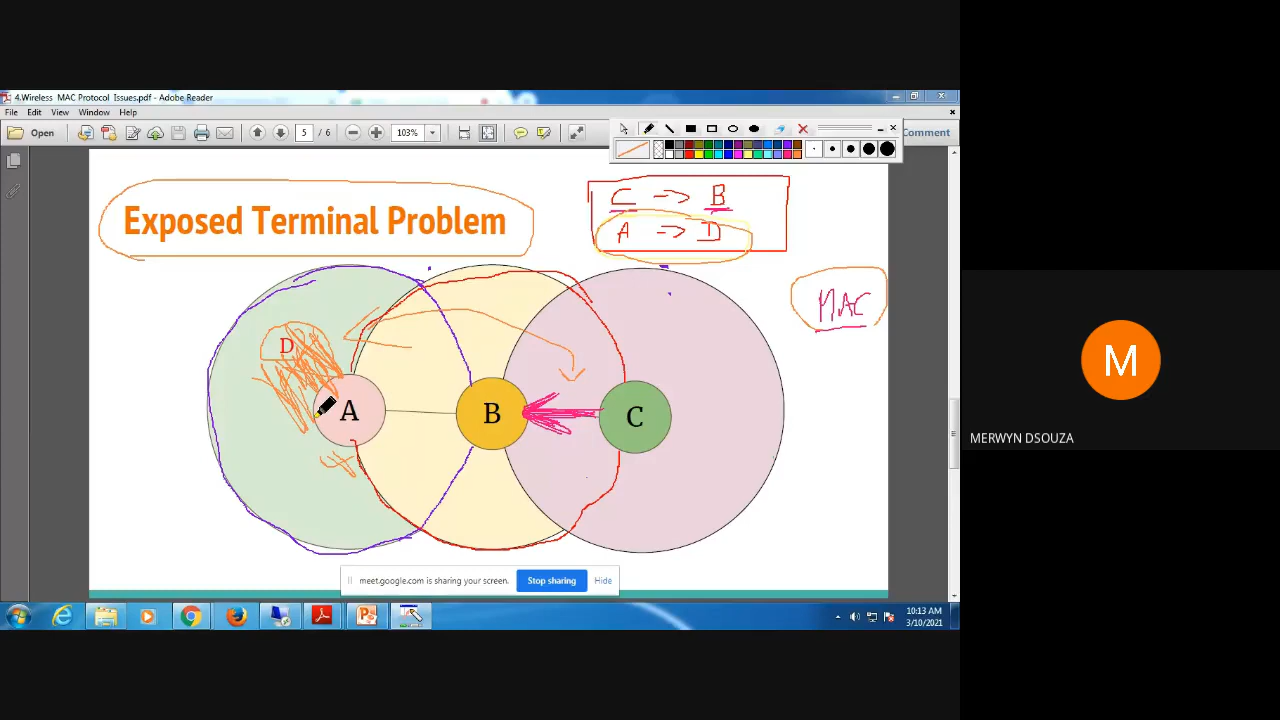 4.Wireless MAC Protocol Issues.pdf - Adobe Reader
File Edit View Window Help
Open 5 / 6 103% Comment
Exposed Terminal Problem
C => B
A => D
MAC
D
A B C
M
MERWYN DSOUZA
meet.google.com is sharing your screen. Stop sharing Hide
10:13 AM
3/10/2021